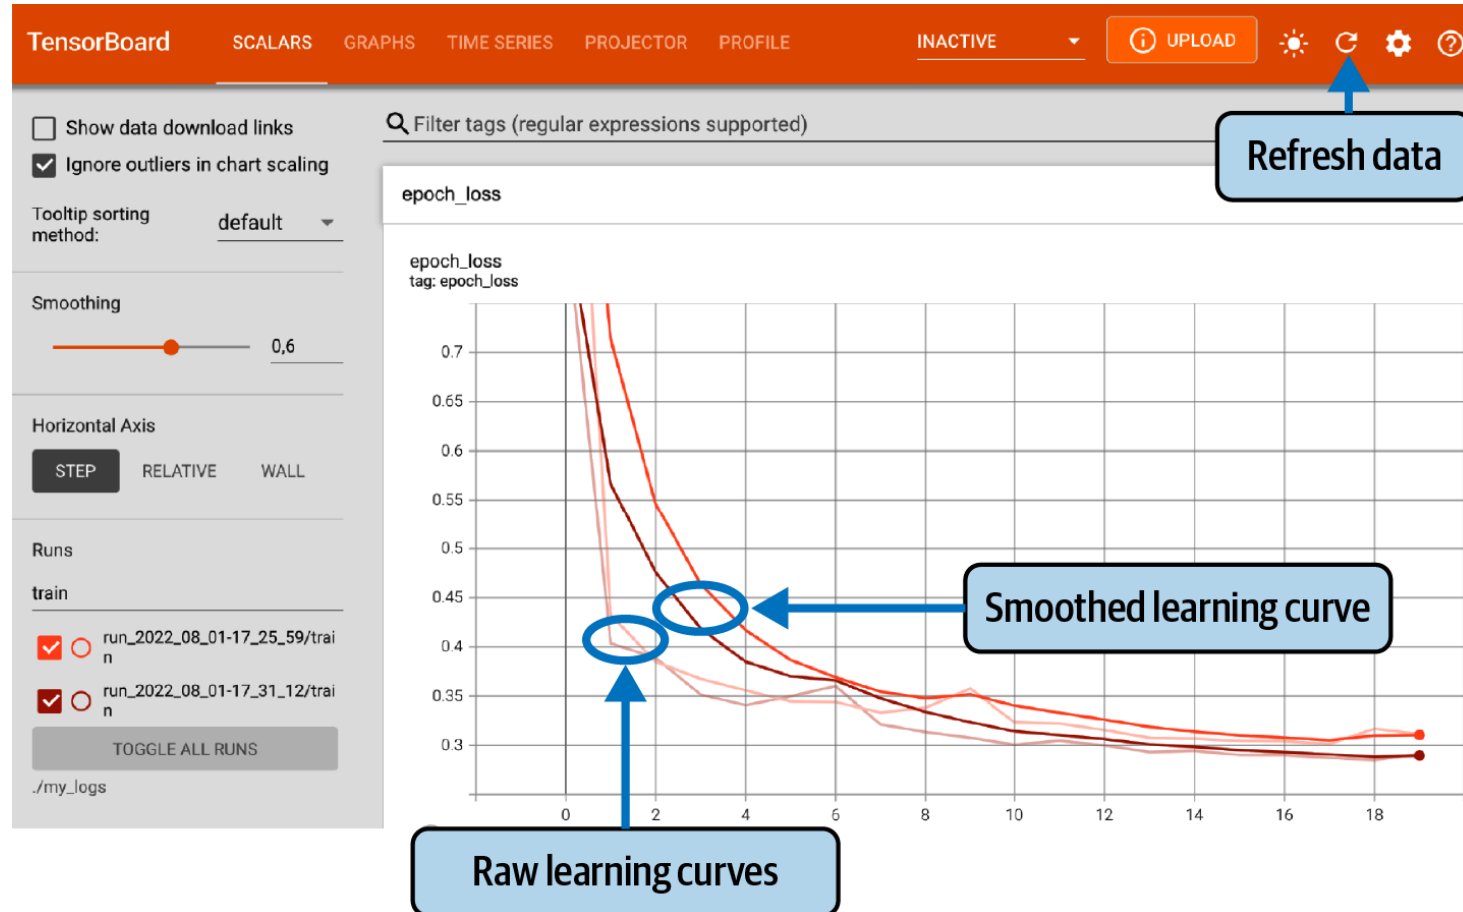 TensorBoard SCALARS GRAPHS TIME SERIES PROJECTOR PROFILE INACTIVE UPLOAD
Show data download links
Ignore outliers in chart scaling
Tooltip sorting
method:
default
Smoothing
0,6
Horizontal Axis
STEP RELATIVE WALL
Runs
train
run_2022_08_01-17_25_59/trai
n
run_2022_08_01-17_31_12/trai
n
TOGGLE ALL RUNS
./my_logs
Filter tags (regular expressions supported)
Refresh data
epoch_loss
epoch_loss
tag: epoch_loss
0.7
0.65
0.6
0.55
0.5
0.45
0.4
0.35
0.3
0 2 4 6 8 10 12 14 16 18
Smoothed learning curve
Raw learning curves